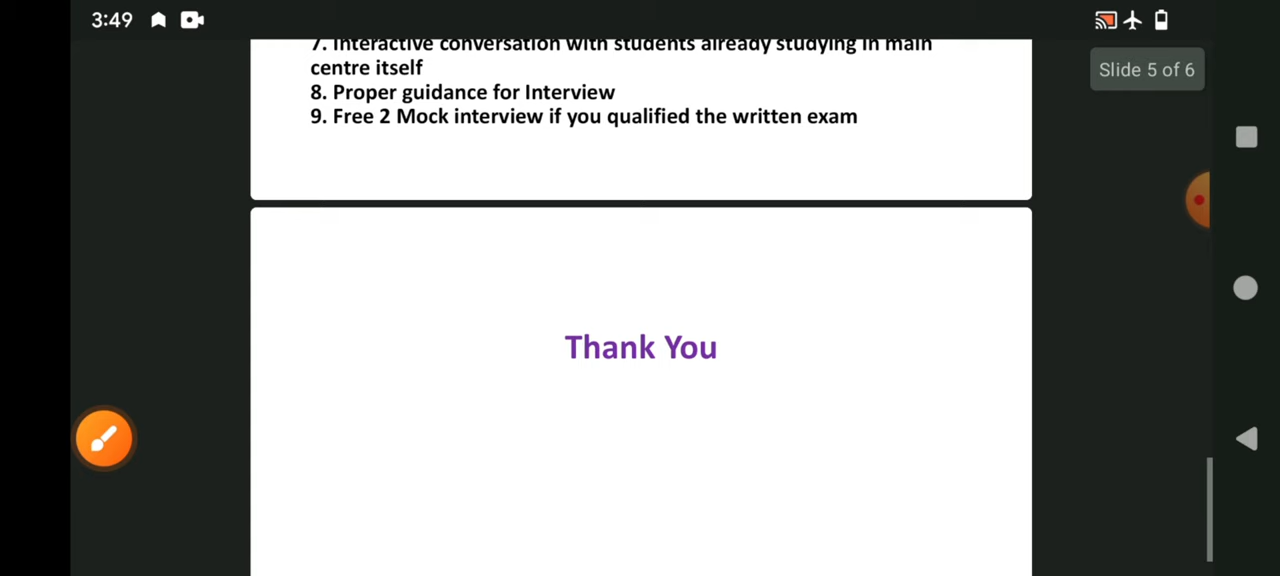 3:49
Slide 5 of 6
7. Interactive conversation with students already studying in main
centre itself
8. Proper guidance for Interview
9. Free 2 Mock interview if you qualified the written exam
Thank You